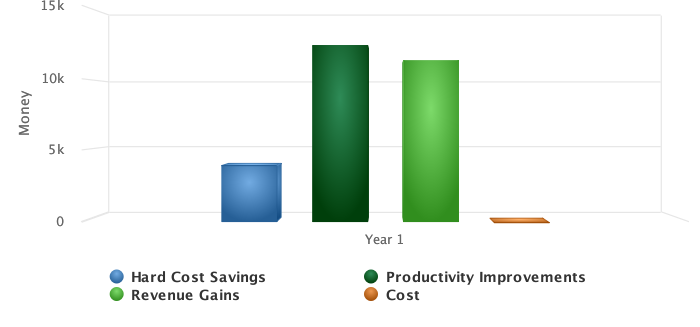 15k
10k
5k
0
Money
Year 1
Hard Cost Savings
Productivity Improvements
Revenue Gains
Cost